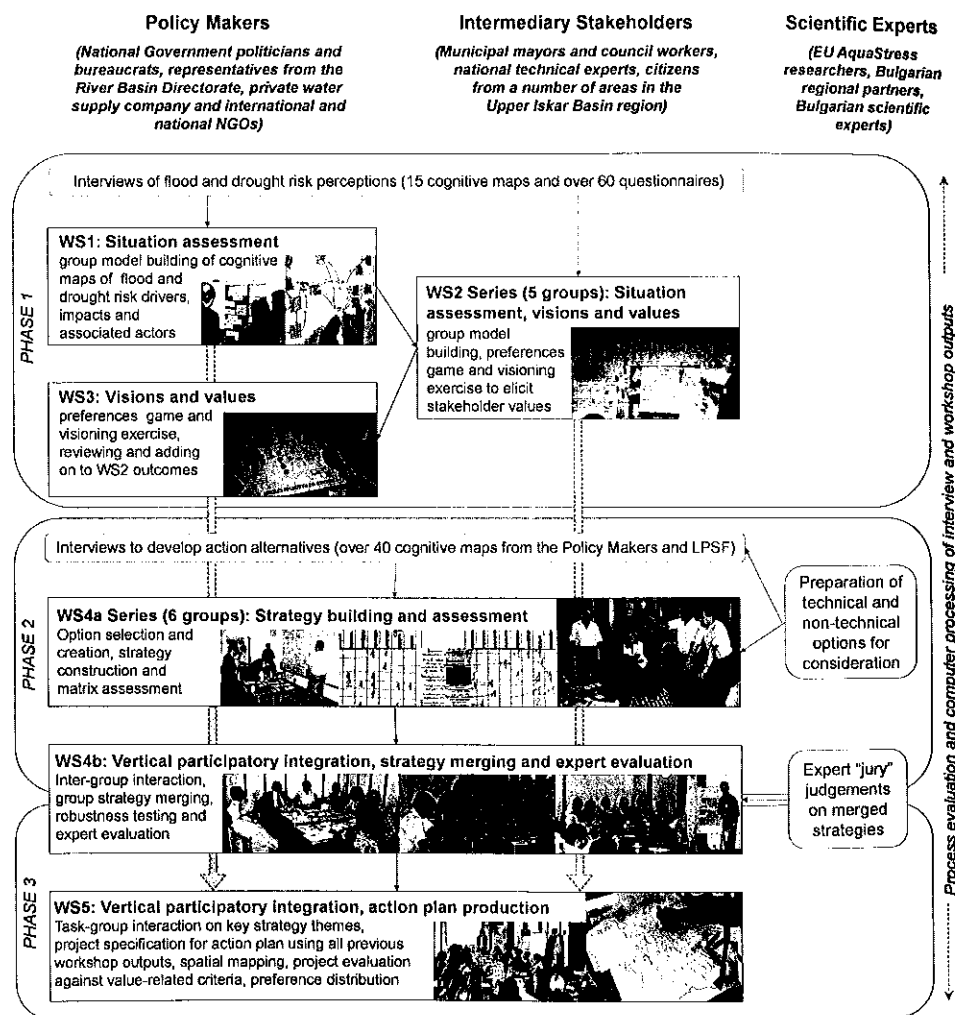 Policy Makers
(National Government politicians and
bureaucrats, representatives from the
River Basin Directorate, private water
supply company and international and
national NGOs)
Intermediary Stakeholders
(Municipal mayors and council workers,
national technical experts, citizens
from a number of areas in the
Upper Iskar Basin region)
Scientific Experts
(EU AquaStress
researchers, Bulgarian
regional partners,
Bulgarian scientific
experts)
PHASE 1
Interviews of flood and drought risk perceptions (15 cognitive maps and over 60 questionnaires)
WS1: Situation assessment
group model building of cognitive
maps of flood and
drought risk drivers,
impacts and
associated actors
WS2 Series (5 groups): Situation
assessment, visions and values
group model
building, preferences
game and visioning
exercise to elicit
stakeholder values
WS3: Visions and values
preferences game and
visioning exercise,
reviewing and adding
on to WS2 outcomes
PHASE 2
Interviews to develop action alternatives (over 40 cognitive maps from the Policy Makers and LPSF)
WS4a Series (6 groups): Strategy building and assessment
Option selection and
creation, strategy
construction and
matrix assessment
Preparation of
technical and
non-technical
options for
consideration
WS4b: Vertical participatory integration, strategy merging and expert evaluation
Inter-group interaction,
group strategy merging,
robustness testing and
expert evaluation
Expert "jury"
judgements
on merged
strategies
PHASE 3
WS5: Vertical participatory integration, action plan production
Task-group interaction on key strategy themes,
project specification for action plan using all previous
workshop outputs, spatial mapping, project evaluation
against value-related criteria, preference distribution
Process evaluation and computer processing of interview and workshop outputs